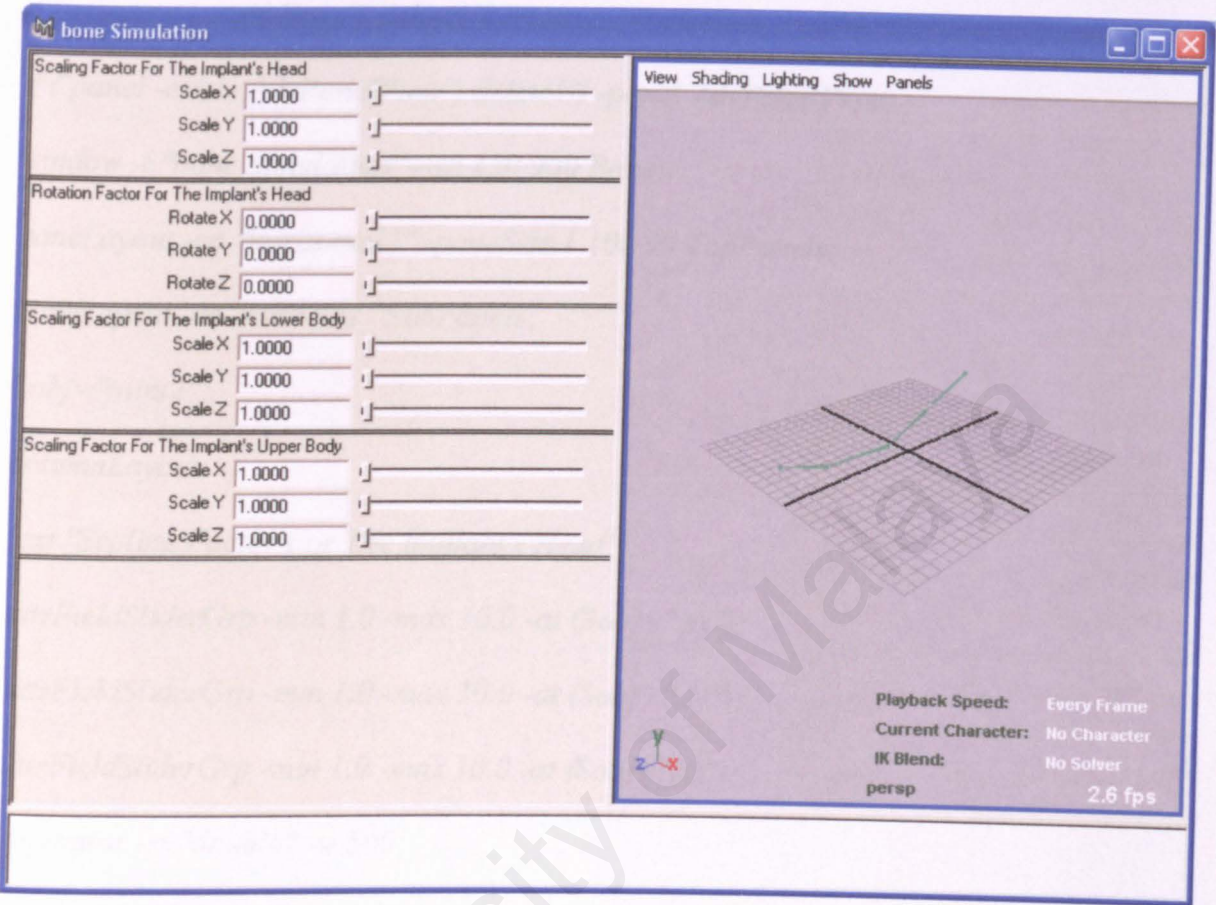 bone Simulation
Scaling Factor For The Implant's Head
Scale X 1.0000
Scale Y 1.0000
Scale Z 1.0000
Rotation Factor For The Implant's Head
Rotate X 0.0000
Rotate Y 0.0000
Rotate Z 0.0000
Scaling Factor For The Implant's Lower Body
Scale X 1.0000
Scale Y 1.0000
Scale Z 1.0000
Scaling Factor For The Implant's Upper Body
Scale X 1.0000
Scale Y 1.0000
Scale Z 1.0000
View Shading Lighting Show Panels
Playback Speed: Every Frame
Current Character: No Character
IK Blend: No Solver
persp 2.6 fps
y
z x
University of Malaya